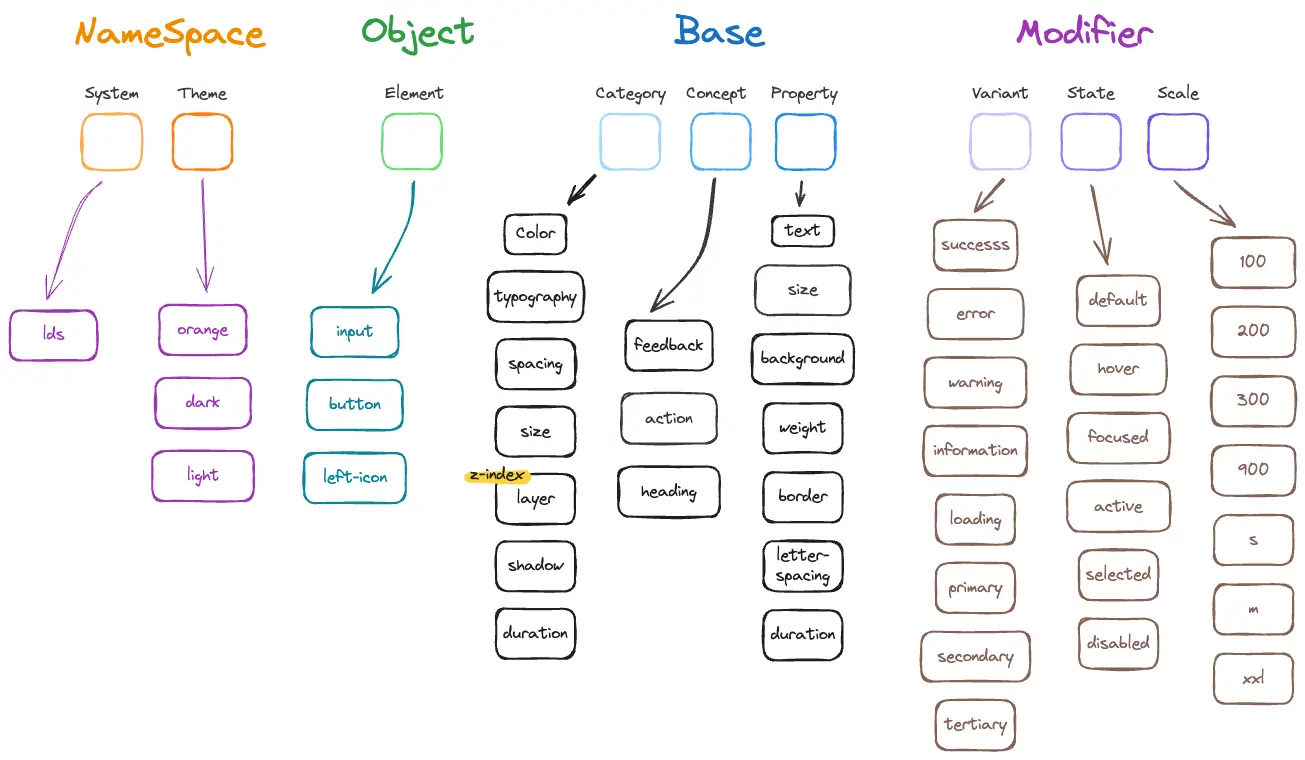 NameSpace
Object
Base
Modifier
System
Theme
Element
Category
Concept
Property
Variant
State
Scale
lds
orange
dark
light
input
button
left-icon
Color
typography
spacing
size
z-index
layer
shadow
duration
feedback
action
heading
text
size
background
weight
border
letter-
spacing
duration
successs
error
warning
information
loading
primary
secondary
tertiary
default
hover
focused
active
selected
disabled
100
200
300
900
s
m
xxl